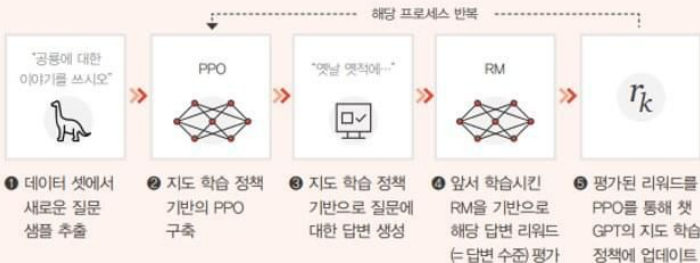 해당 프로세스 반복
"공룡에 대한
이야기를 쓰시오"
PPO
"옛날 옛적에…"
RM
rk
❶ 데이터 셋에서
새로운 질문
샘플 추출
❷ 지도 학습 정책
기반의 PPO
구축
❸ 지도 학습 정책
기반으로 질문에
대한 답변 생성
❹ 앞서 학습시킨
RM을 기반으로
해당 답변 리워드
(= 답변 수준) 평가
❺ 평가된 리워드를
PPO를 통해 챗
GPT의 지도 학습
정책에 업데이트